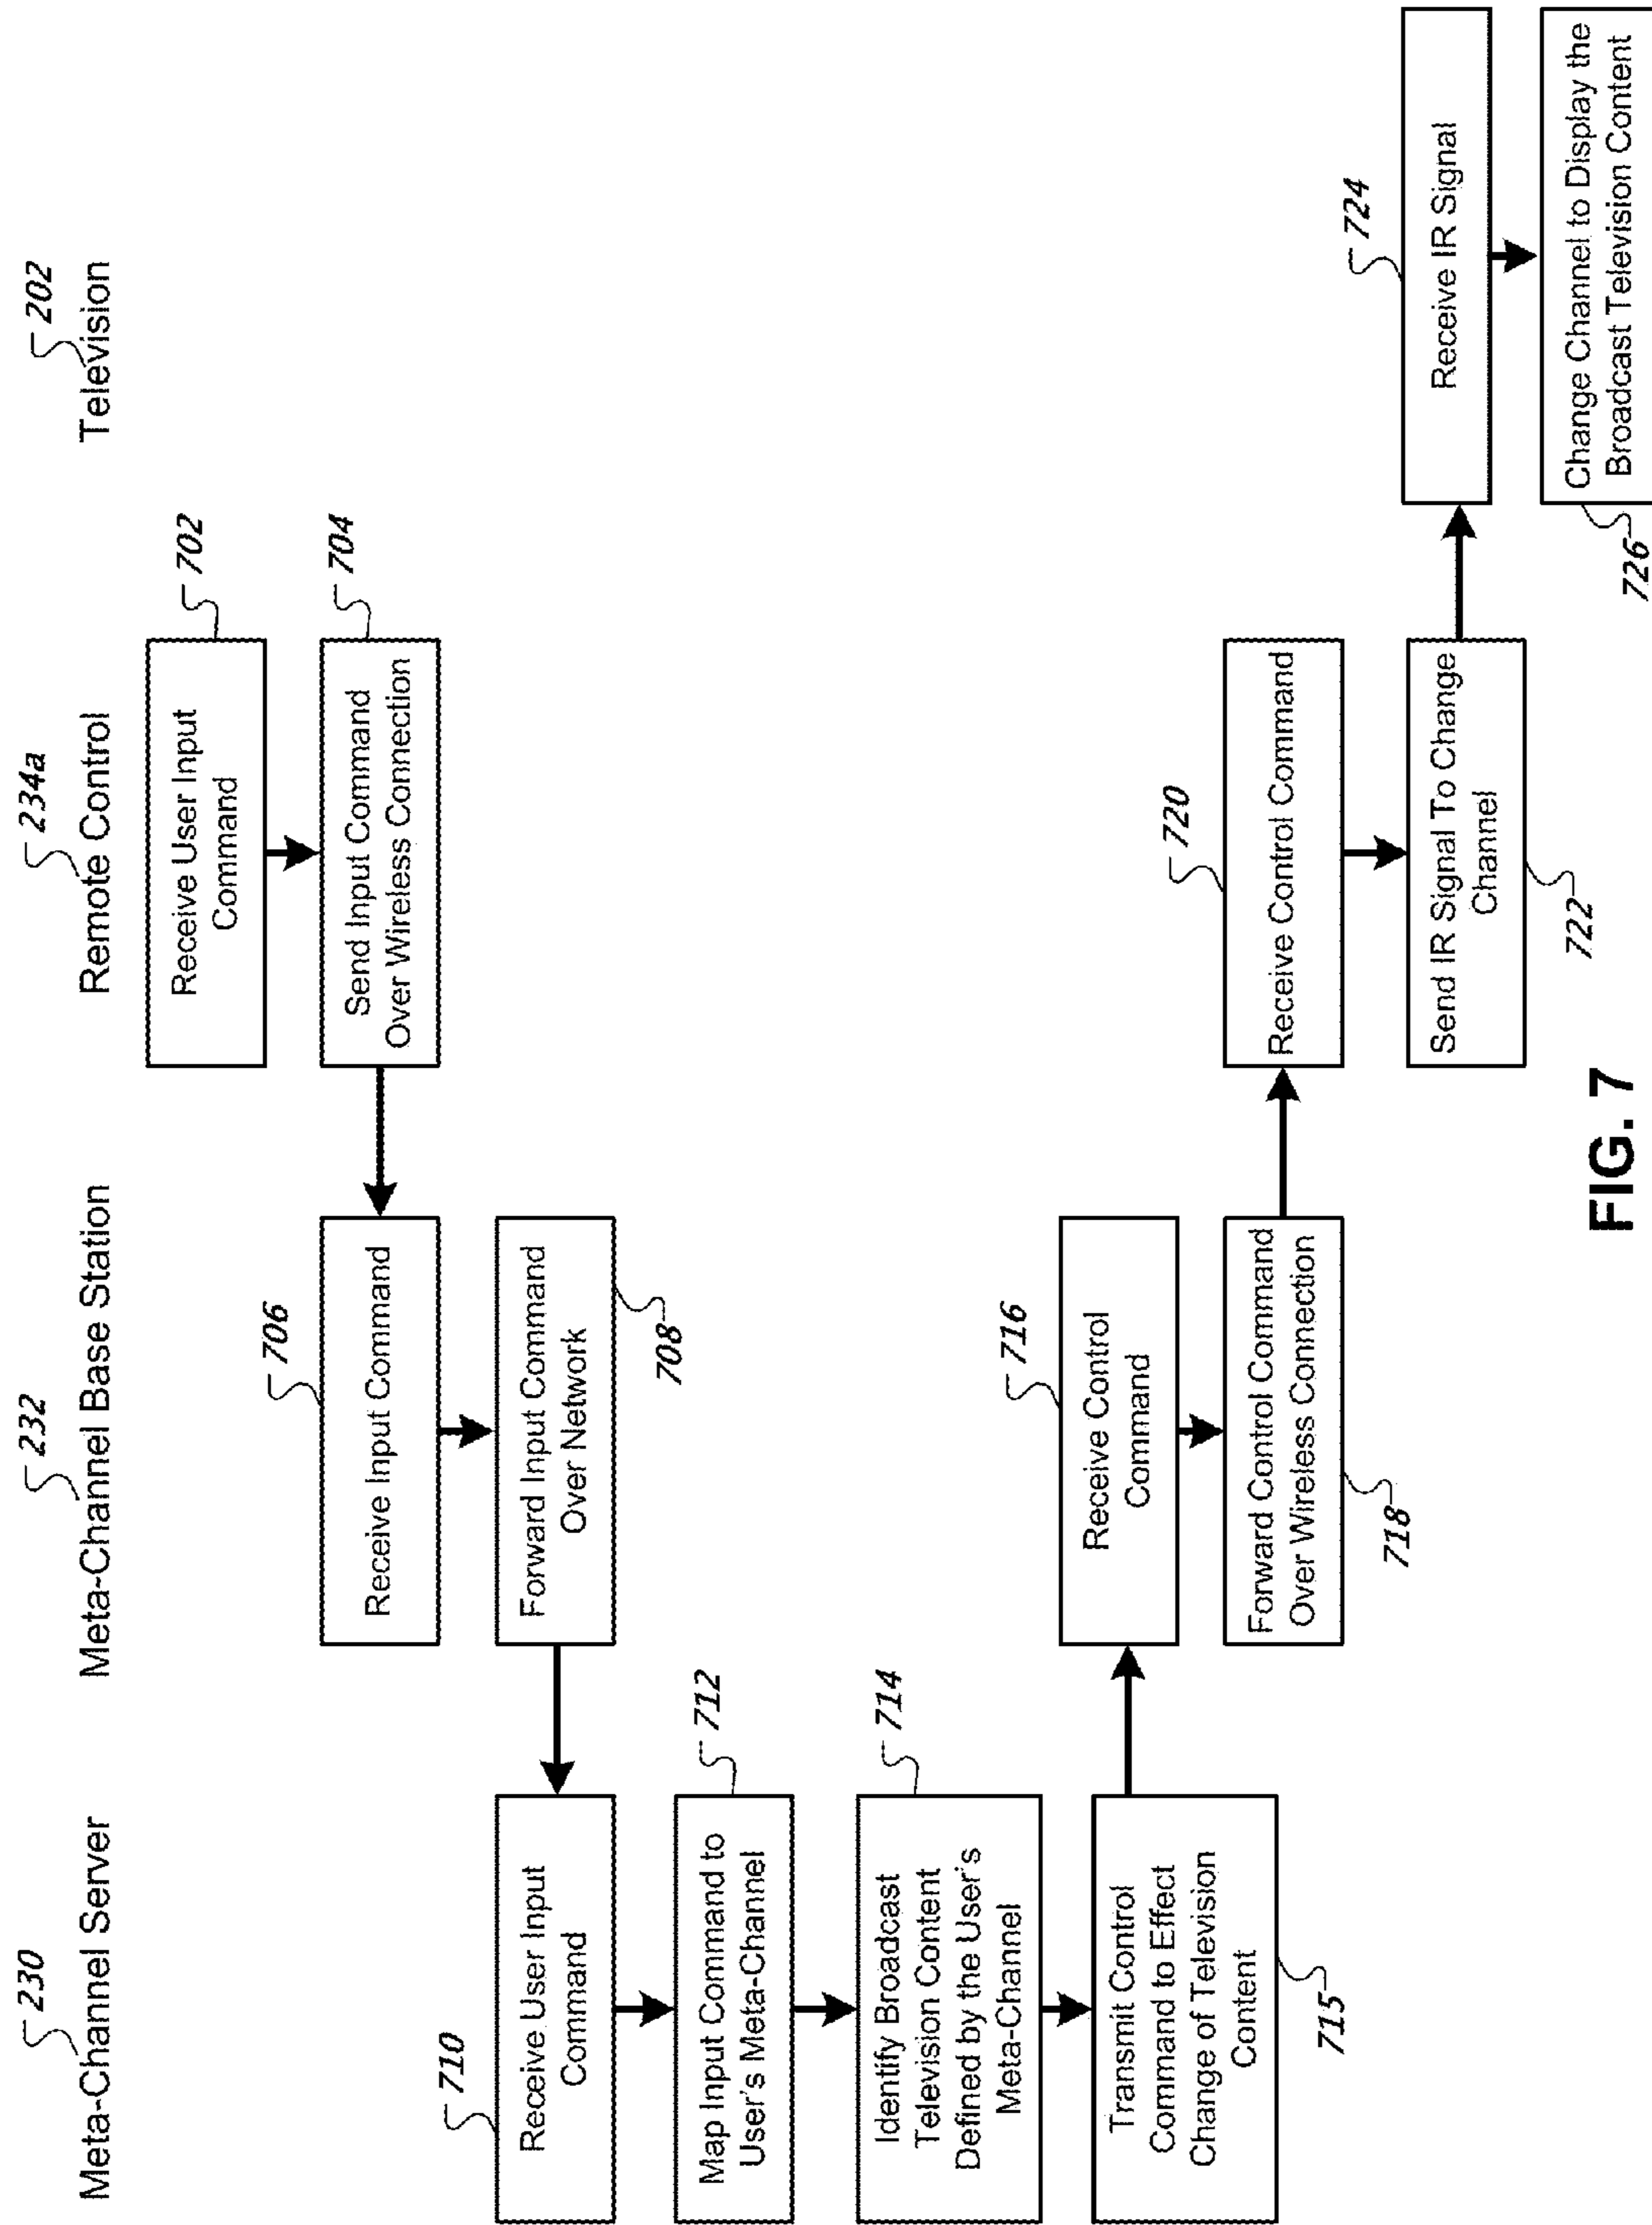 230
Meta-Channel Server
232
Meta-Channel Base Station
234a
Remote Control
202
Television
702
Receive User Input
Command
704
Send Input Command
Over Wireless Connection
706
Receive Input Command
708
Forward Input Command
Over Network
710
Receive User Input
Command
712
Map Input Command to
User's Meta-Channel
714
Identify Broadcast
Television Content
Defined by the User's
Meta-Channel
715
Transmit Control
Command to Effect
Change of Television
Content
716
Receive Control
Command
718
Forward Control Command
Over Wireless Connection
720
Receive Control Command
722
Send IR Signal To Change
Channel
724
Receive IR Signal
726
Change Channel to Display the
Broadcast Television Content
FIG. 7